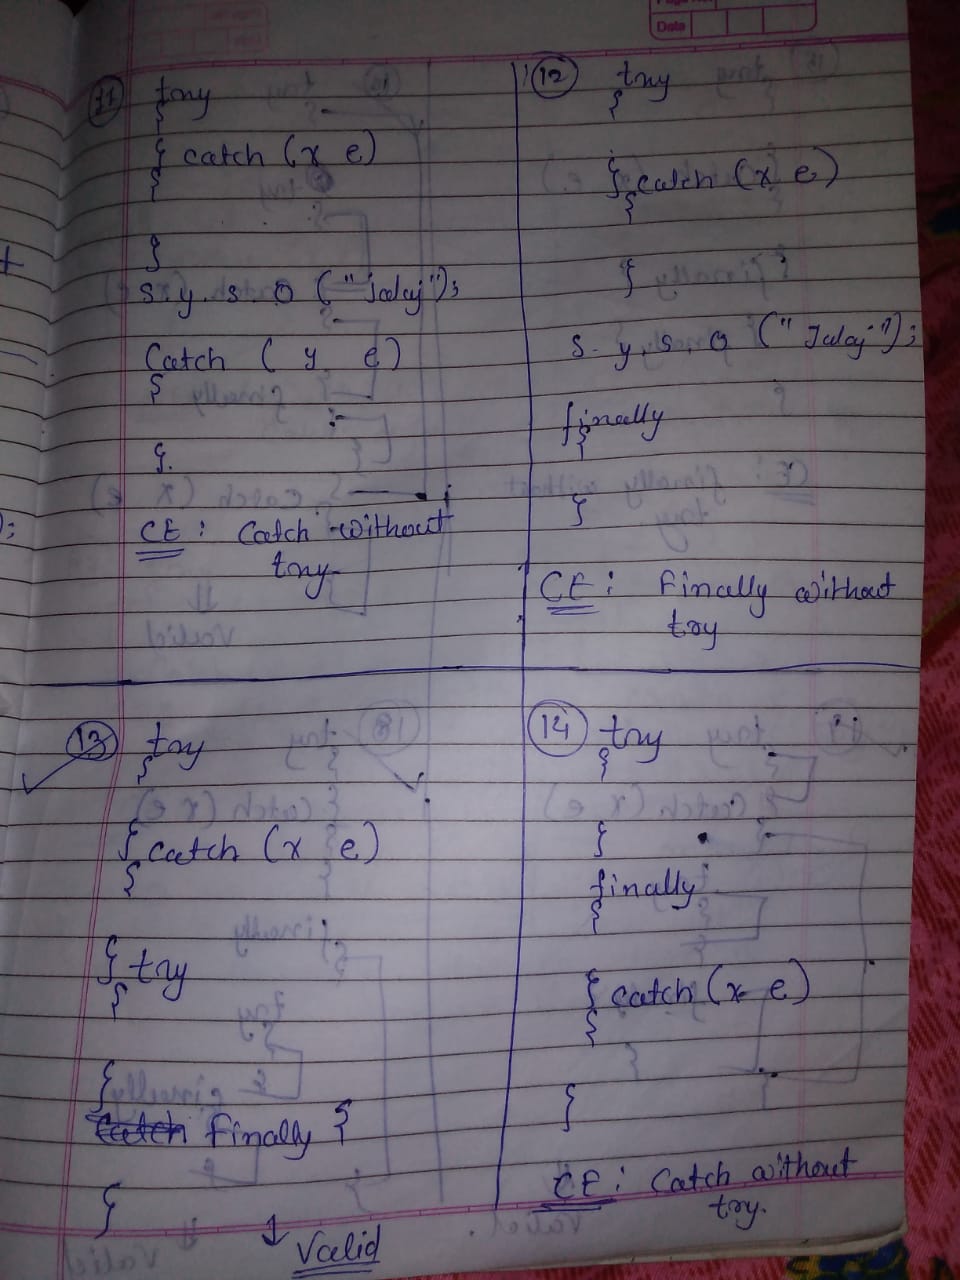 Date
11 try
{
} catch (x e)
{
}
S.y.s.o ("Jalaj");
Catch ( y e)
{
}.
CE : Catch without
try
12 try
{
} catch (x e)
{
}
S.y.s.o ("Jalaj");
finally
{
}
CE : Finally without
try
13 try
{
} catch (x e)
{
} try
{
}
Finally {
}
↓ Valid
14 try
{
}
finally
{
} catch (x e)
{
}
CE : Catch without
try.